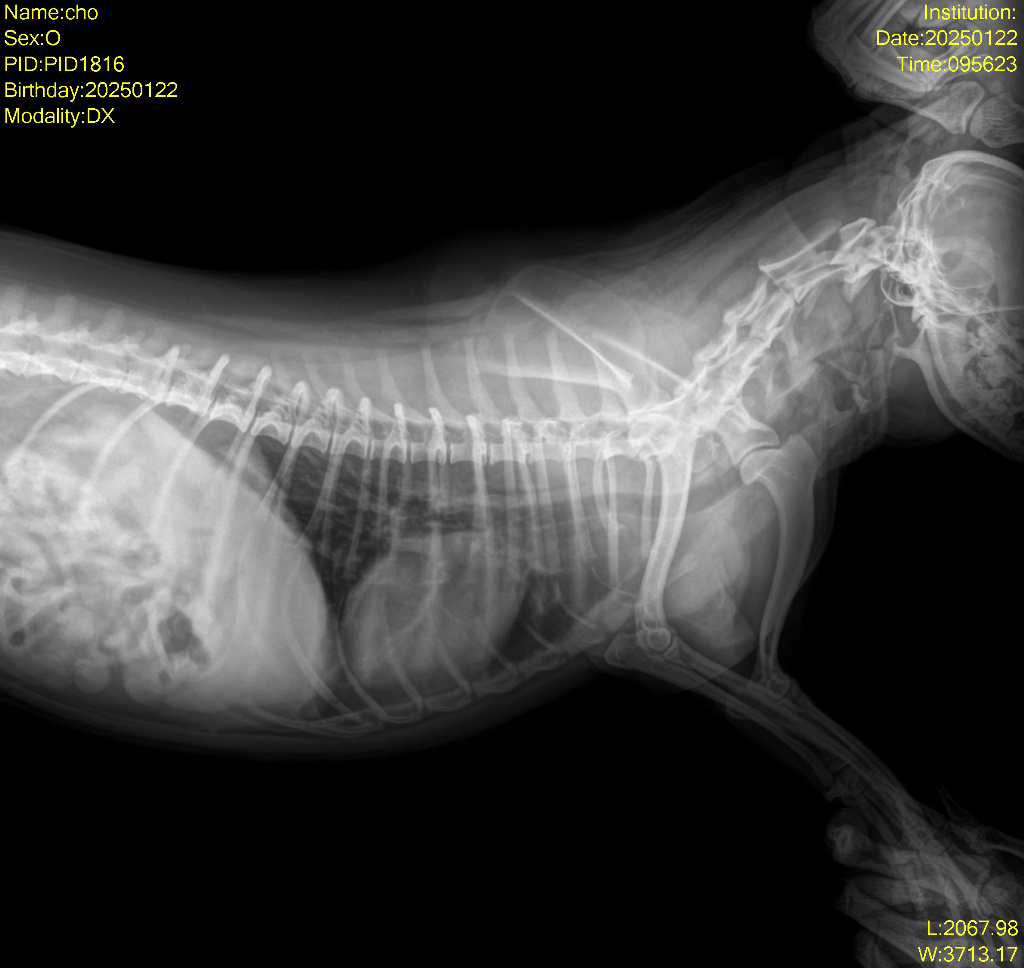 Name:cho
Sex:O
PID:PID1816
Birthday:20250122
Modality:DX
Institution:
Date:20250122
Time:095623
L:2067.98
W:3713.17